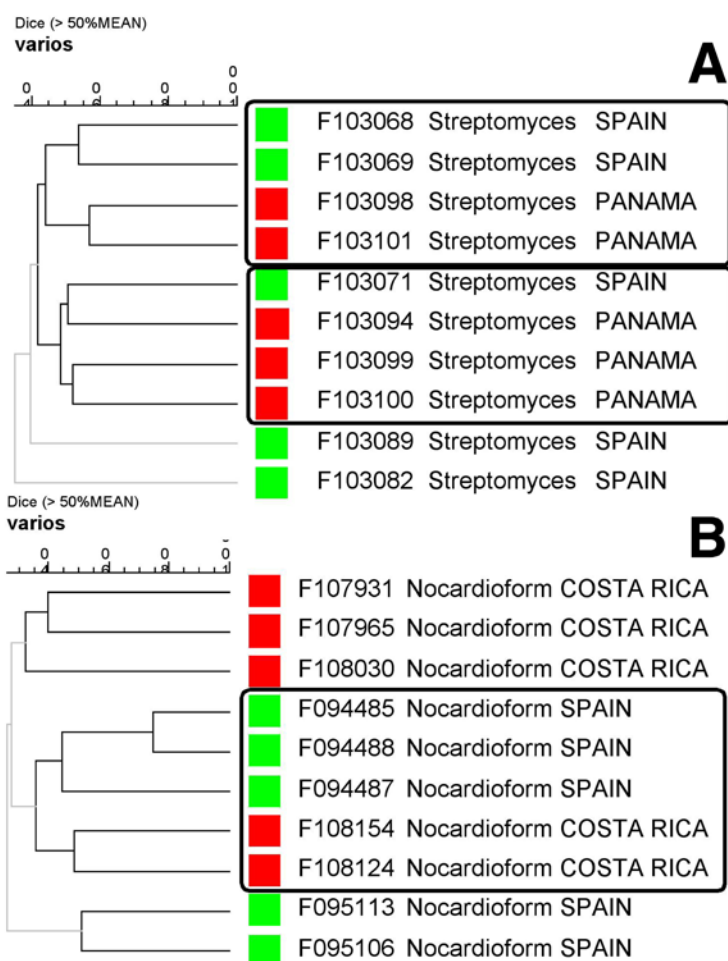 Dice (> 50%MEAN)
varios
A
F103068 Streptomyces SPAIN
F103069 Streptomyces SPAIN
F103098 Streptomyces PANAMA
F103101 Streptomyces PANAMA
F103071 Streptomyces SPAIN
F103094 Streptomyces PANAMA
F103099 Streptomyces PANAMA
F103100 Streptomyces PANAMA
F103089 Streptomyces SPAIN
F103082 Streptomyces SPAIN
Dice (> 50%MEAN)
varios
B
F107931 Nocardioform COSTA RICA
F107965 Nocardioform COSTA RICA
F108030 Nocardioform COSTA RICA
F094485 Nocardioform SPAIN
F094488 Nocardioform SPAIN
F094487 Nocardioform SPAIN
F108154 Nocardioform COSTA RICA
F108124 Nocardioform COSTA RICA
F095113 Nocardioform SPAIN
F095106 Nocardioform SPAIN